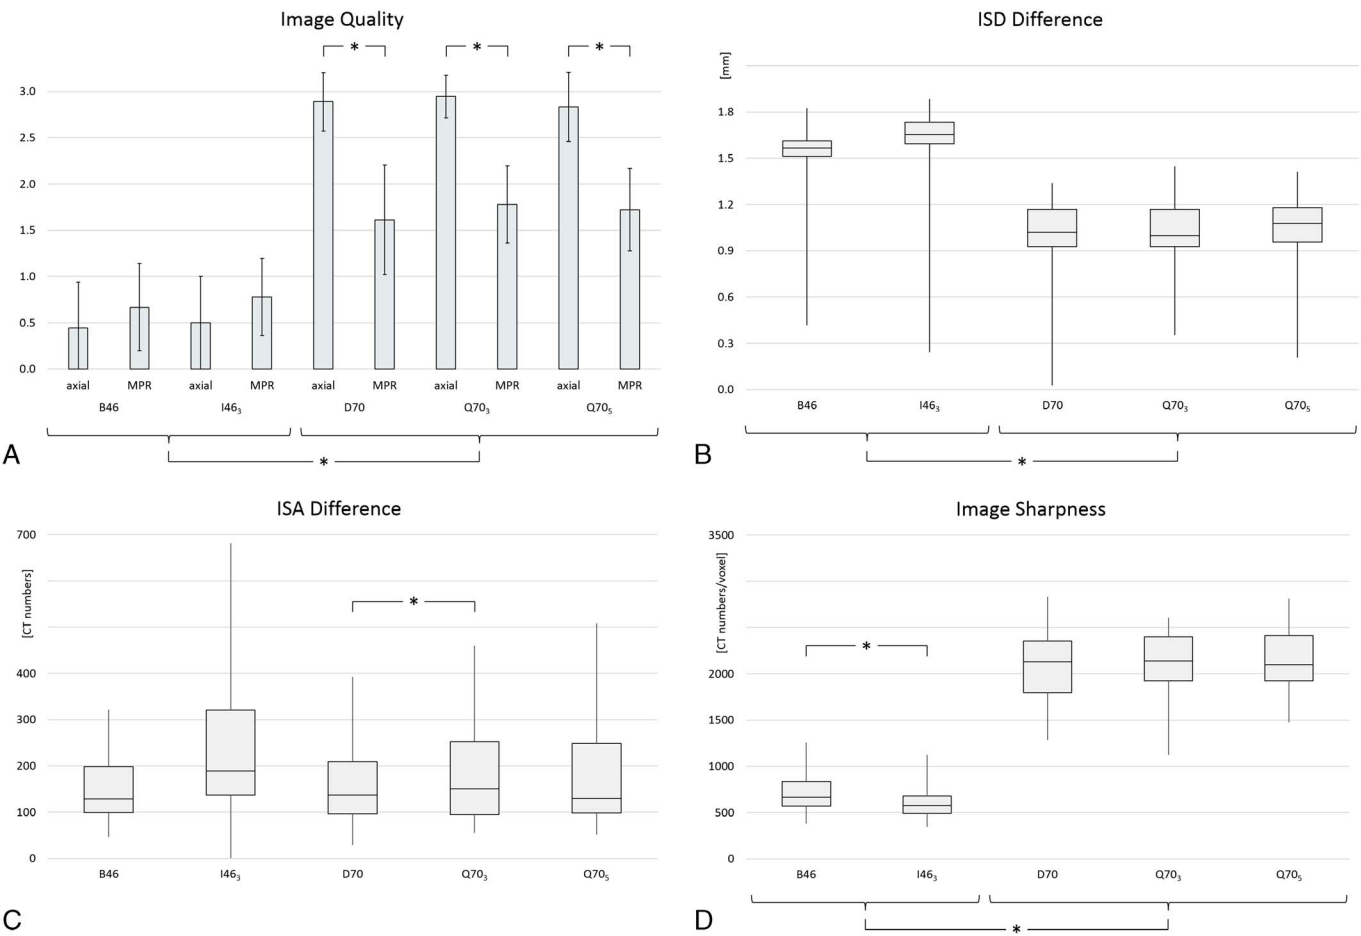 Image Quality
* * *
3.0
2.5
2.0
1.5
1.0
0.5
0.0
axial MPR axial MPR axial MPR axial MPR axial MPR
B46 I46₃ D70 Q70₃ Q70₅
*
A
ISD Difference
[mm]
1.8
1.5
1.2
0.9
0.6
0.3
0.0
B46 I46₃ D70 Q70₃ Q70₅
*
B
ISA Difference
700
[CT numbers]
*
400
300
200
100
0
B46 I46₃ D70 Q70₃ Q70₅
C
Image Sharpness
3500
[CT numbers/voxel]
*
2000
1500
1000
500
0
B46 I46₃ D70 Q70₃ Q70₅
*
D